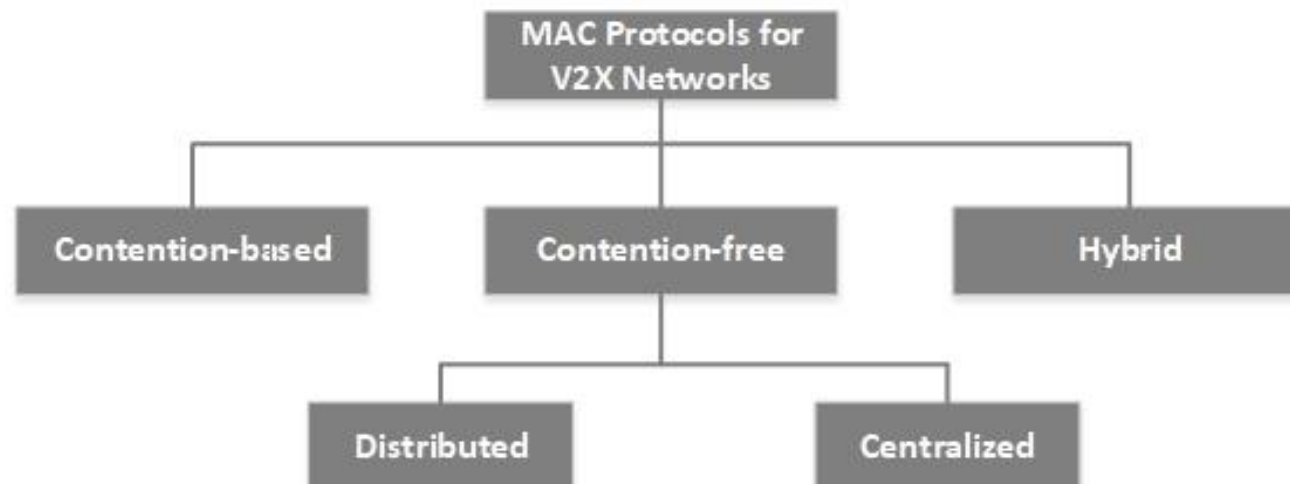 MAC Protocols for
V2X Networks
Contention-based
Contention-free
Hybrid
Distributed
Centralized